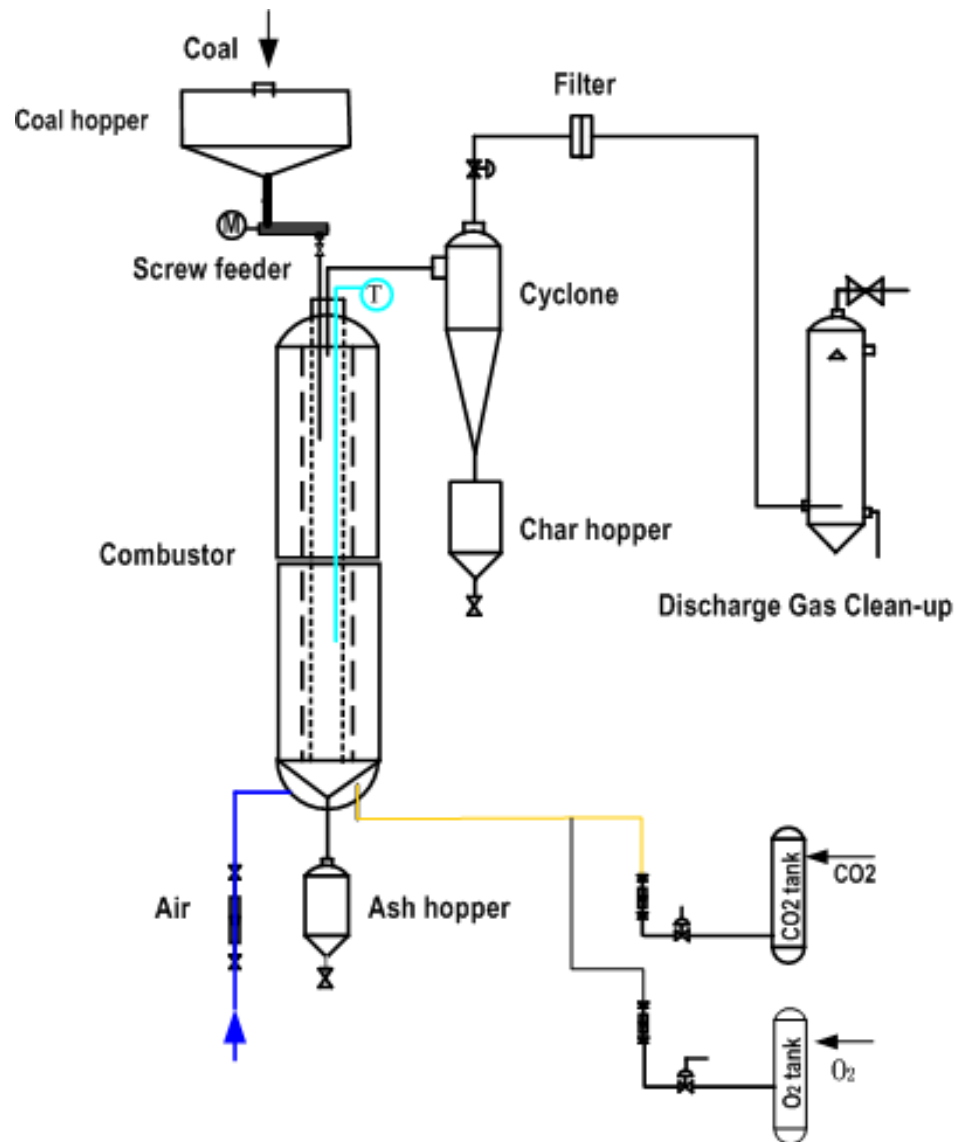 Coal
Coal hopper
Filter
M
Screw feeder
T
Cyclone
Combustor
Char hopper
Discharge Gas Clean-up
Air
Ash hopper
CO2 tank
CO2
O₂ tank
O₂